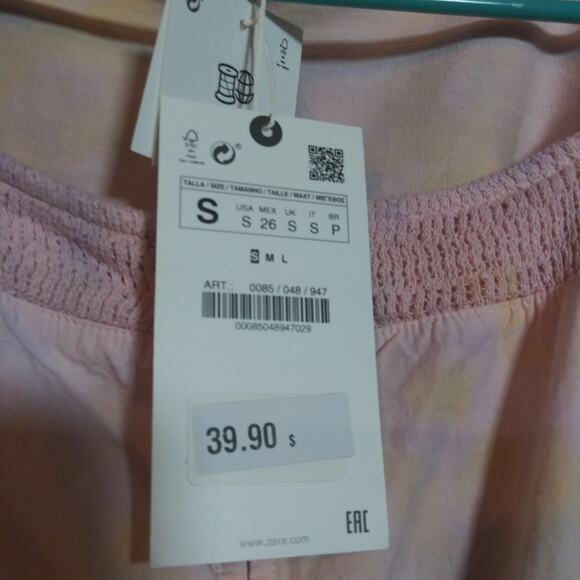 TALLA / SIZE / TAMANHO / TAILLE / MAAT / ΜΕΓΕΘΟΣ
S
USA MEX UK IT BR
S 26 S S P
S M L
ART.: 0085 / 048 / 947
00085048947029
39.90 $
EAC
www.zara.com